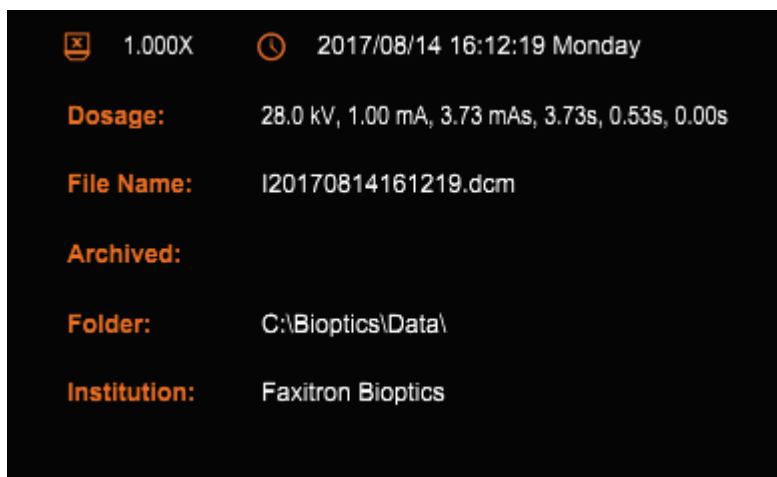 1.000X 2017/08/14 16:12:19 Monday
Dosage: 28.0 kV, 1.00 mA, 3.73 mAs, 3.73s, 0.53s, 0.00s
File Name: I20170814161219.dcm
Archived:
Folder: C:\Bioptics\Data\
Institution: Faxitron Bioptics